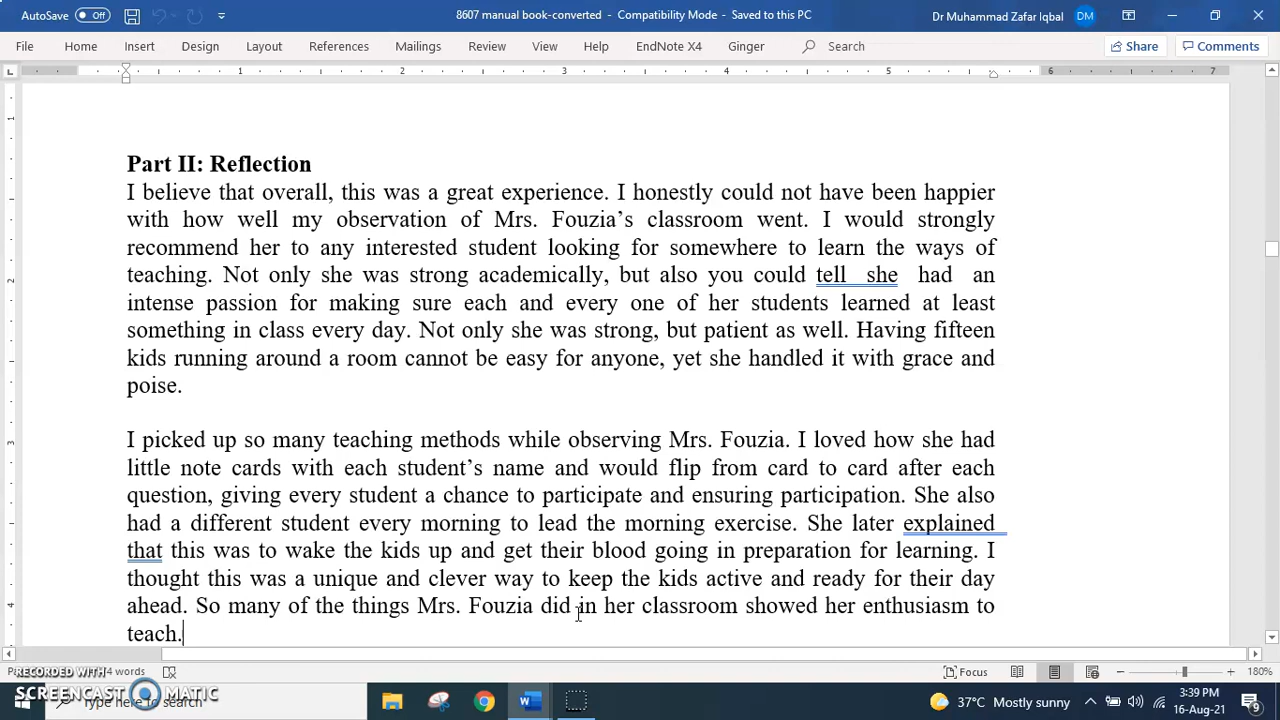 AutoSave Off 8607 manual book-converted - Compatibility Mode - Saved to this PC Dr Muhammad Zafar Iqbal DM
File Home Insert Design Layout References Mailings Review View Help EndNote X4 Ginger Search Share Comments
1 2 3 4 5 6 7
Part II: Reflection
I believe that overall, this was a great experience. I honestly could not have been happier
with how well my observation of Mrs. Fouzia’s classroom went. I would strongly
recommend her to any interested student looking for somewhere to learn the ways of
teaching. Not only she was strong academically, but also you could tell she had an
intense passion for making sure each and every one of her students learned at least
something in class every day. Not only she was strong, but patient as well. Having fifteen
kids running around a room cannot be easy for anyone, yet she handled it with grace and
poise.
I picked up so many teaching methods while observing Mrs. Fouzia. I loved how she had
little note cards with each student’s name and would flip from card to card after each
question, giving every student a chance to participate and ensuring participation. She also
had a different student every morning to lead the morning exercise. She later explained
that this was to wake the kids up and get their blood going in preparation for learning. I
thought this was a unique and clever way to keep the kids active and ready for their day
ahead. So many of the things Mrs. Fouzia did in her classroom showed her enthusiasm to
teach.
RECORDED WITH 4 words Focus 180%
SCREENCAST MATIC Type here to search 37°C Mostly sunny 3:39 PM
16-Aug-21 9